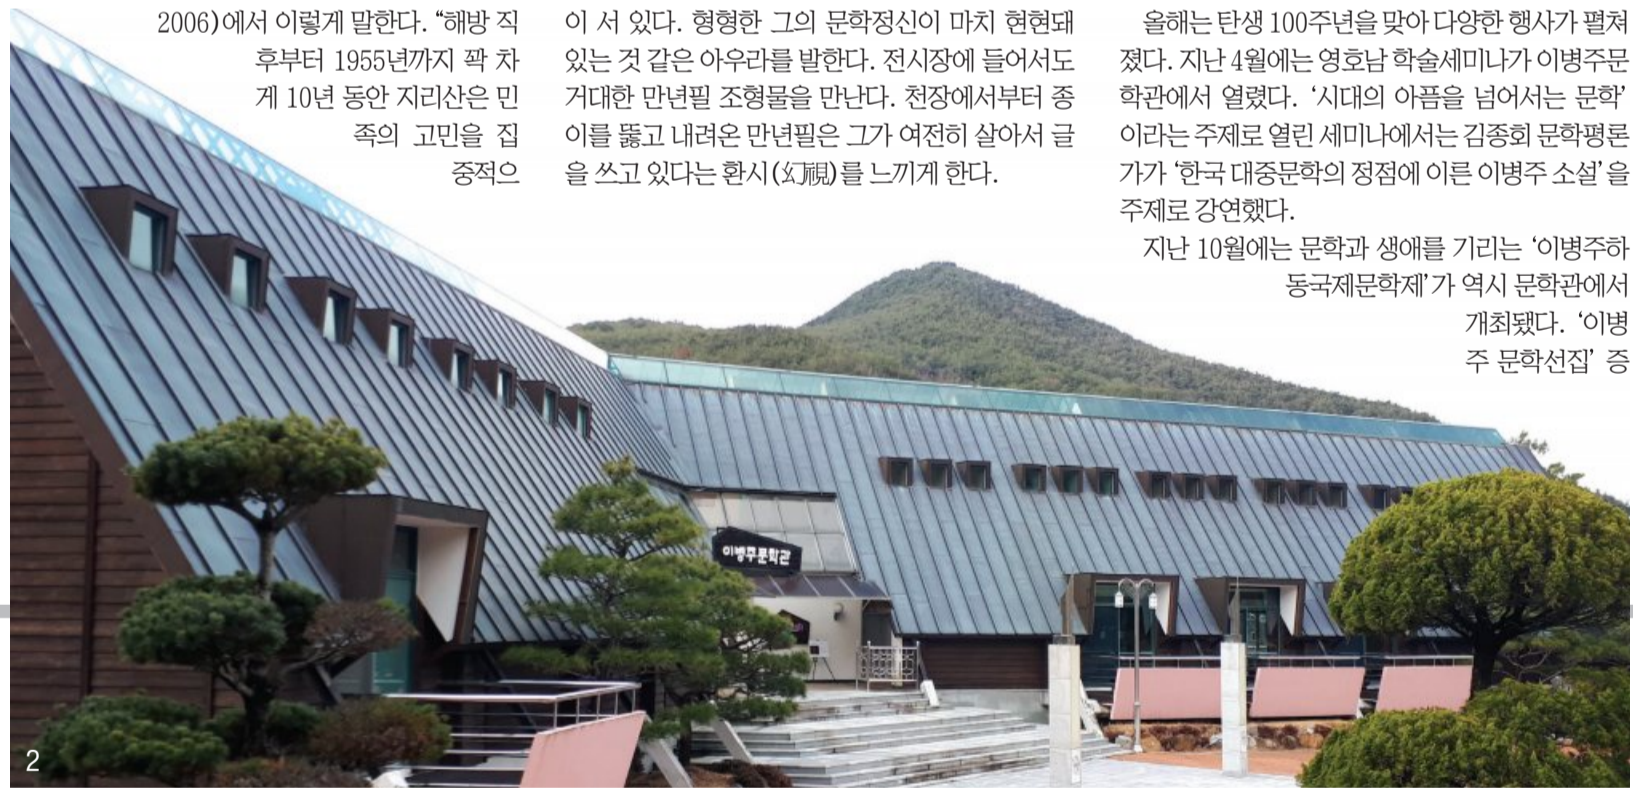 2006)에서 이렇게 말한다. “해방 직
후부터 1955년까지 꽉 차
게 10년 동안 지리산은 민
족의 고민을 집
중적으
이 서 있다. 형형한 그의 문학정신이 마치 현현돼
있는 것 같은 아우라를 발한다. 전시장에 들어서도
거대한 만년필 조형물을 만난다. 천장에서부터 종
이를 뚫고 내려온 만년필은 그가 여전히 살아서 글
을 쓰고 있다는 환시(幻視)를 느끼게 한다.
올해는 탄생 100주년을 맞아 다양한 행사가 펼쳐
졌다. 지난 4월에는 영호남 학술세미나가 이병주문
학관에서 열렸다. ‘시대의 아픔을 넘어서는 문학’
이라는 주제로 열린 세미나에서는 김종회 문학평론
가가 ‘한국 대중문학의 정점에 이른 이병주 소설’을
주제로 강연했다.
지난 10월에는 문학과 생애를 기리는 ‘이병주하
동국제문학제’가 역시 문학관에서
개최됐다. ‘이병
주 문학선집’ 증
이병주문학관
2